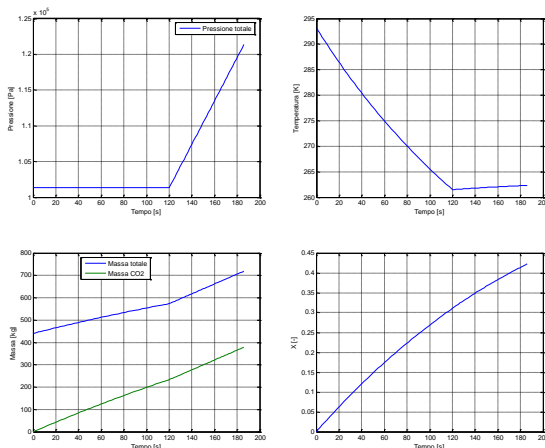 x 10^5
1.25
1.2
1.15
1.1
1.05
1
0 20 40 60 80 100 120 140 160 180 200
Tempo [s]
Pressione [Pa]
Pressione totale
295
290
285
280
275
270
265
260
0 20 40 60 80 100 120 140 160 180 200
Tempo [s]
Temperatura [K]
800
700
600
500
400
300
200
100
0
0 20 40 60 80 100 120 140 160 180 200
Tempo [s]
Massa [kg]
Massa totale
Massa CO2
0.45
0.4
0.35
0.3
0.25
0.2
0.15
0.1
0.05
0
0 20 40 60 80 100 120 140 160 180 200
Tempo [s]
X [-]